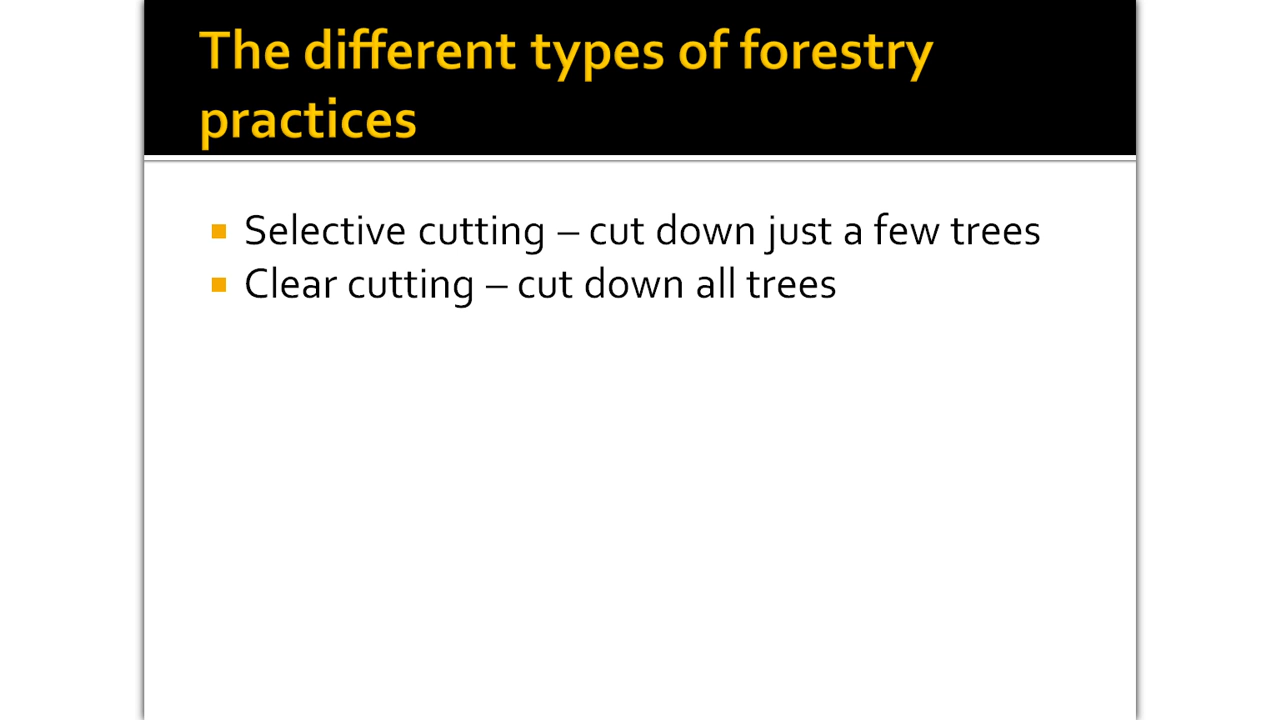 The different types of forestry
practices
Selective cutting – cut down just a few trees
Clear cutting – cut down all trees